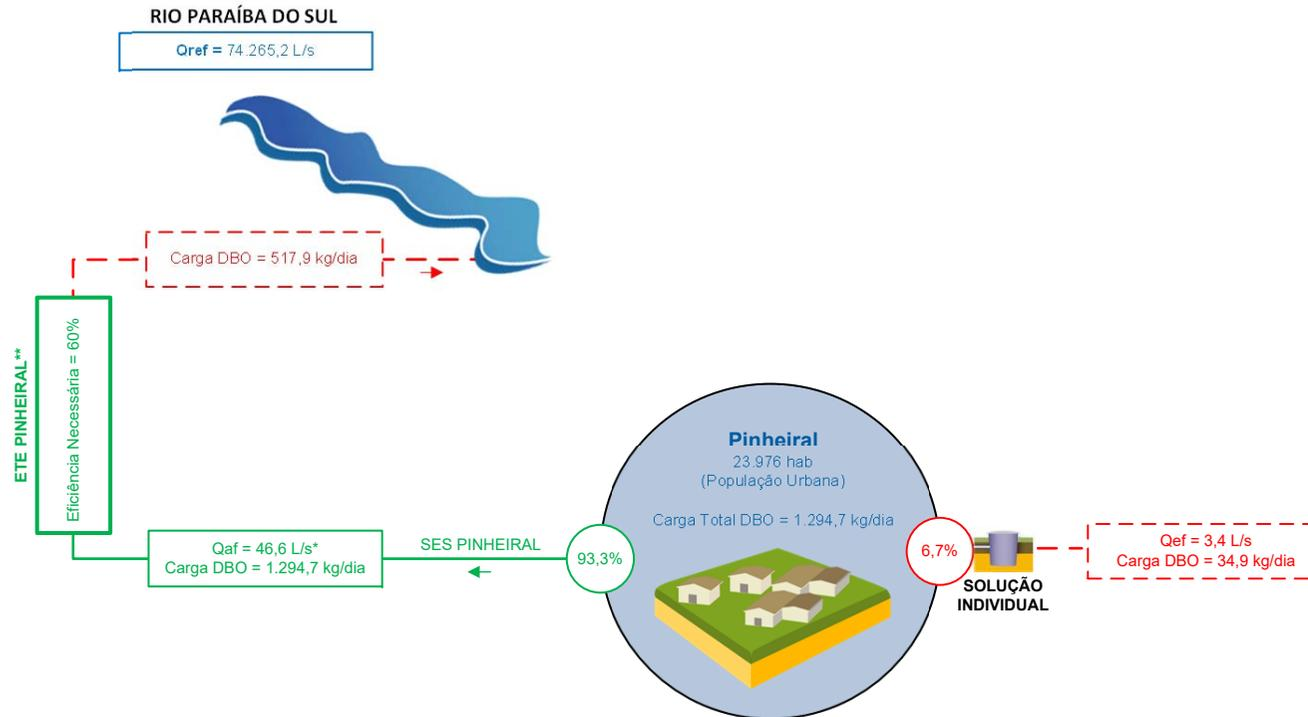 RIO PARAÍBA DO SUL
Qref = 74.265,2 L/s
Carga DBO = 517,9 kg/dia
ETE PINHEIRAL**
Eficiência Necessária = 60%
Qaf = 46,6 L/s*
Carga DBO = 1.294,7 kg/dia
SES PINHEIRAL
93,3%
Pinheiral
23.976 hab
(População Urbana)
Carga Total DBO = 1.294,7 kg/dia
6,7%
SOLUÇÃO
INDIVIDUAL
Qef = 3,4 L/s
Carga DBO = 34,9 kg/dia